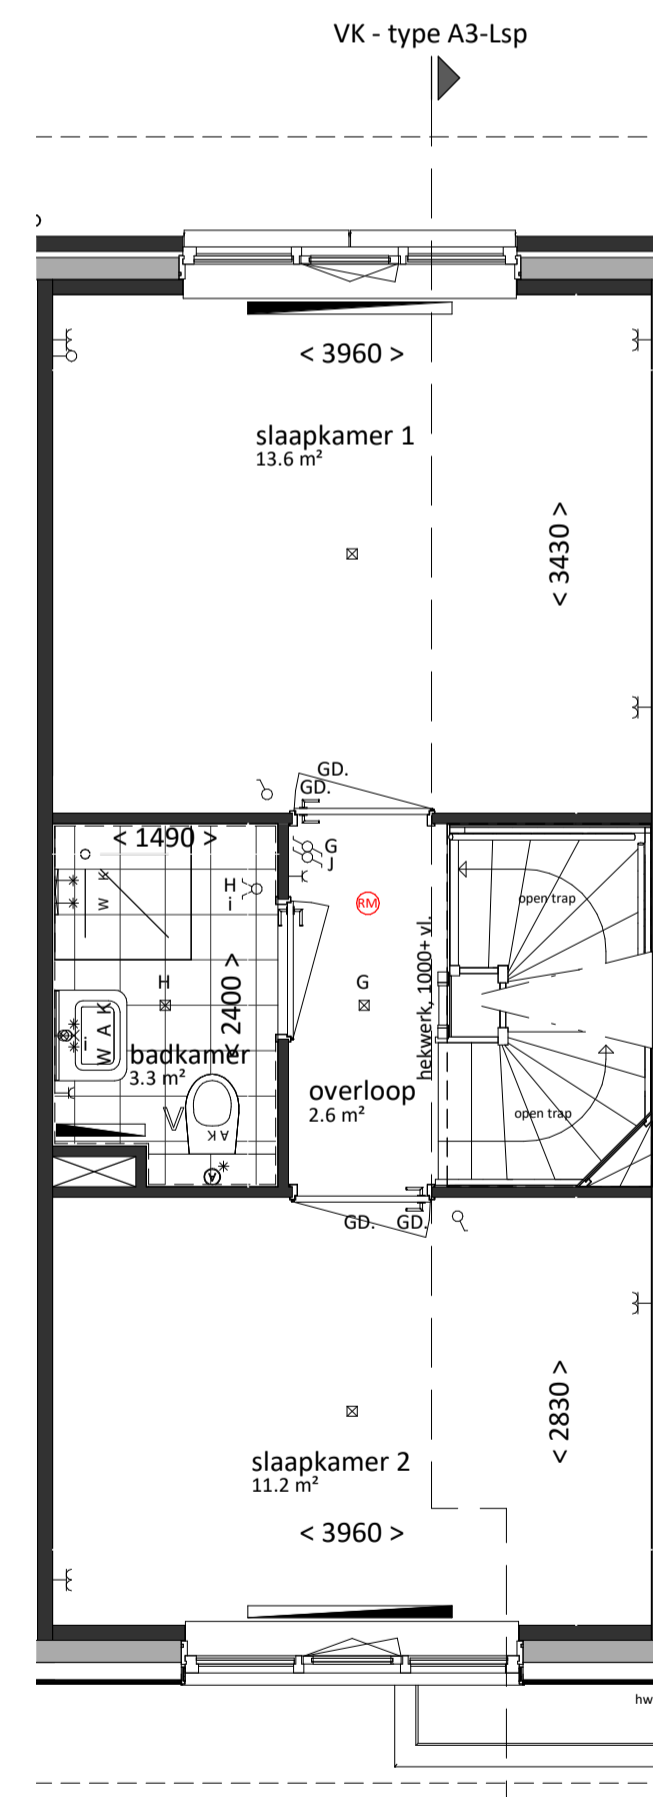 VK - type A3-Lsp
< 3960 >
slaapkamer 1
13.6 m²
< 3430 >
GD.
GD.
< 1490 >
G
J
H
i
W K
RM
open trap
hekwerk, 1000+ vl.
< 2400 >
H
G
W A K
i
badkamer
3.3 m²
overloop
2.6 m²
V
AK
open trap
A
GD.
GD.
< 2830 >
slaapkamer 2
11.2 m²
< 3960 >
hw